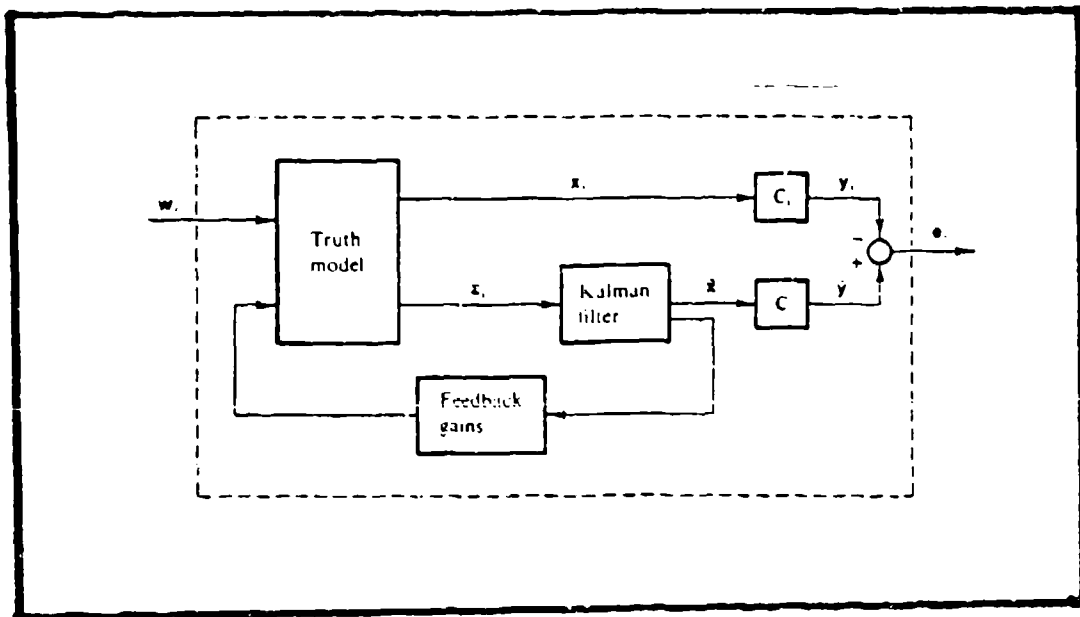 w.
x.
C.
y.
Truth
model
-
+
e.
Kalman
filter
C
Feedback
gains